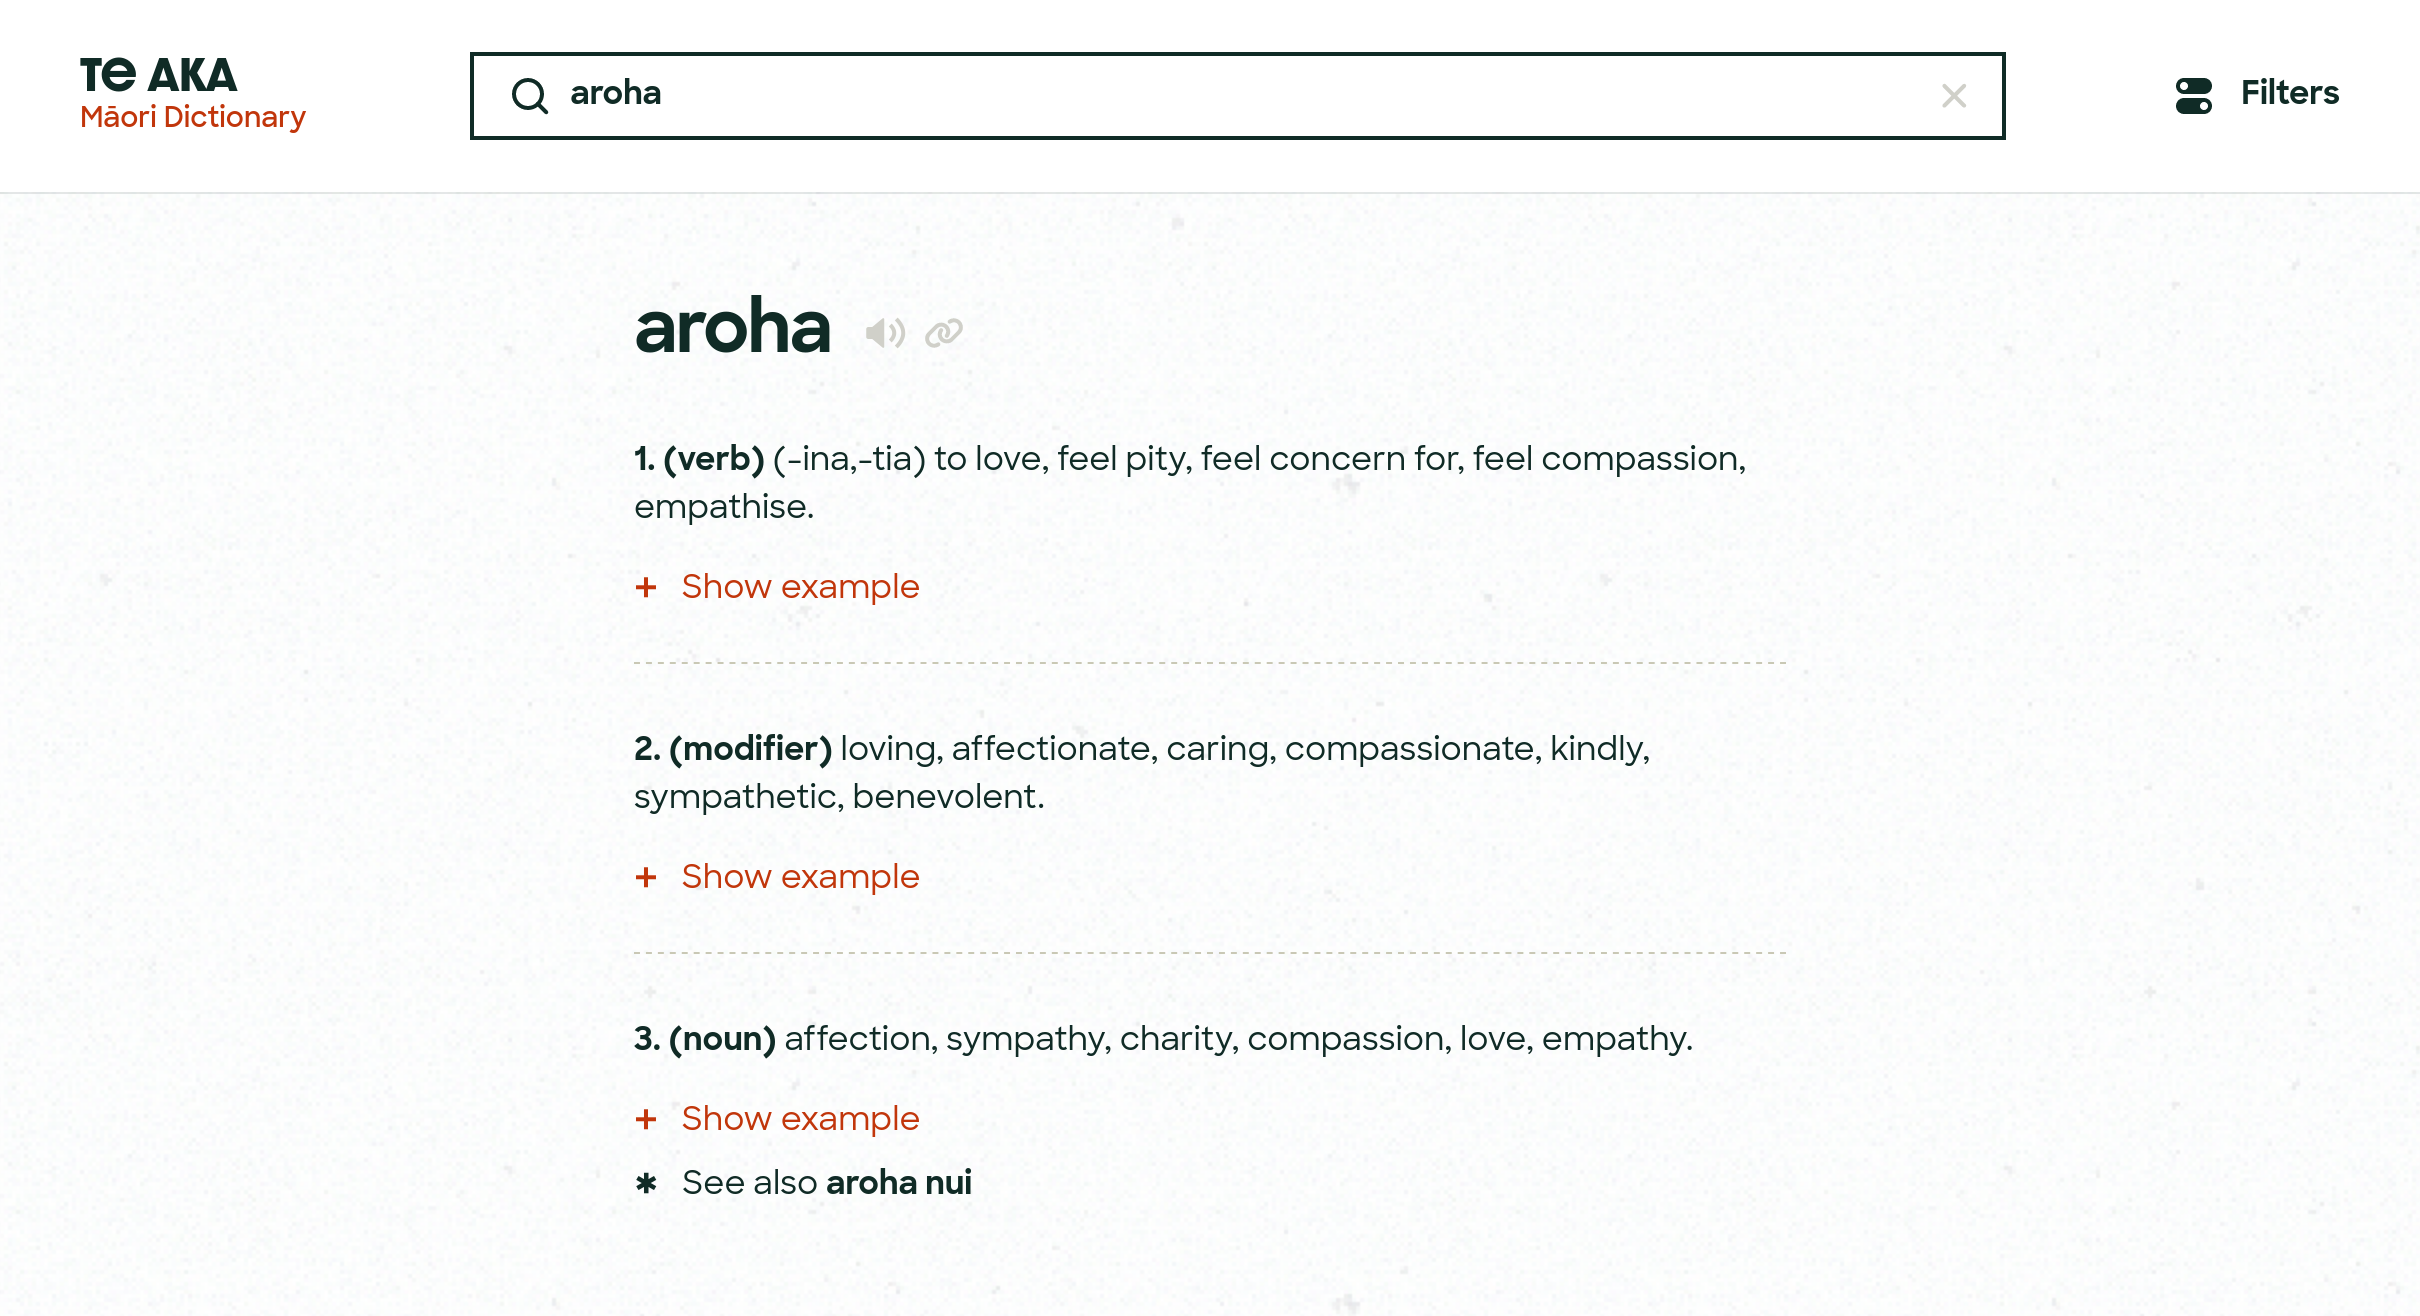 Te AKA
Māori Dictionary
aroha
Filters
aroha
1. (verb) (-ina,-tia) to love, feel pity, feel concern for, feel compassion,
empathise.
+ Show example
2. (modifier) loving, affectionate, caring, compassionate, kindly,
sympathetic, benevolent.
+ Show example
3. (noun) affection, sympathy, charity, compassion, love, empathy.
+ Show example
* See also aroha nui